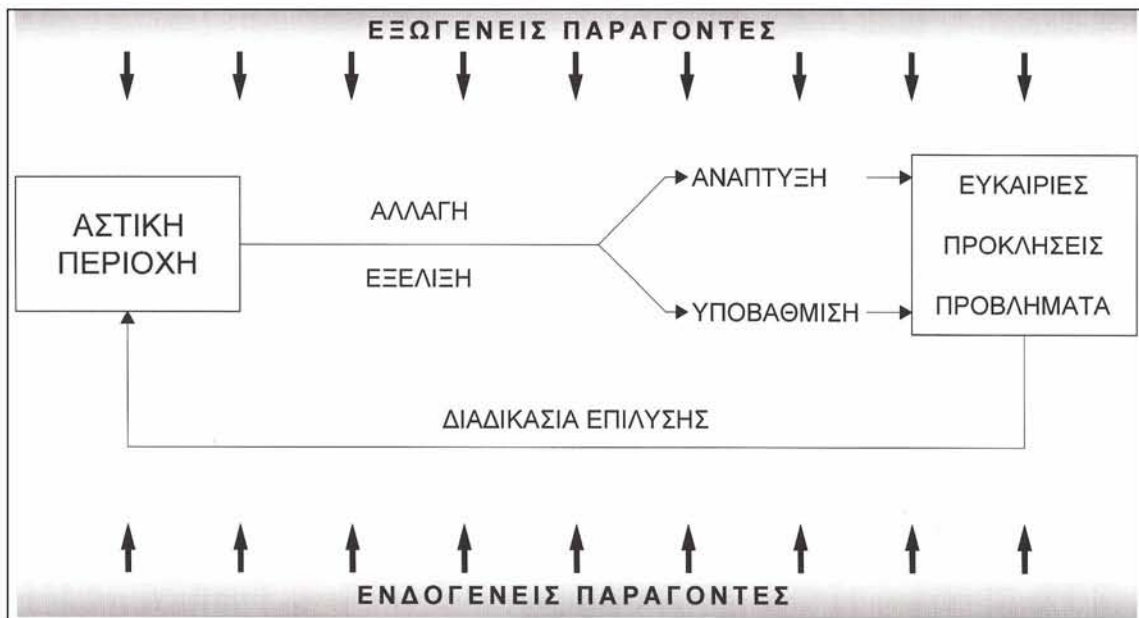 ΕΞΩΓΕΝΕΙΣ ΠΑΡΑΓΟΝΤΕΣ
ΑΣΤΙΚΗ
ΠΕΡΙΟΧΗ
ΑΛΛΑΓΗ
ΕΞΕΛΙΞΗ
ΑΝΑΠΤΥΞΗ
ΥΠΟΒΑΘΜΙΣΗ
ΕΥΚΑΙΡΙΕΣ
ΠΡΟΚΛΗΣΕΙΣ
ΠΡΟΒΛΗΜΑΤΑ
ΔΙΑΔΙΚΑΣΙΑ ΕΠΙΛΥΣΗΣ
ΕΝΔΟΓΕΝΕΙΣ ΠΑΡΑΓΟΝΤΕΣ